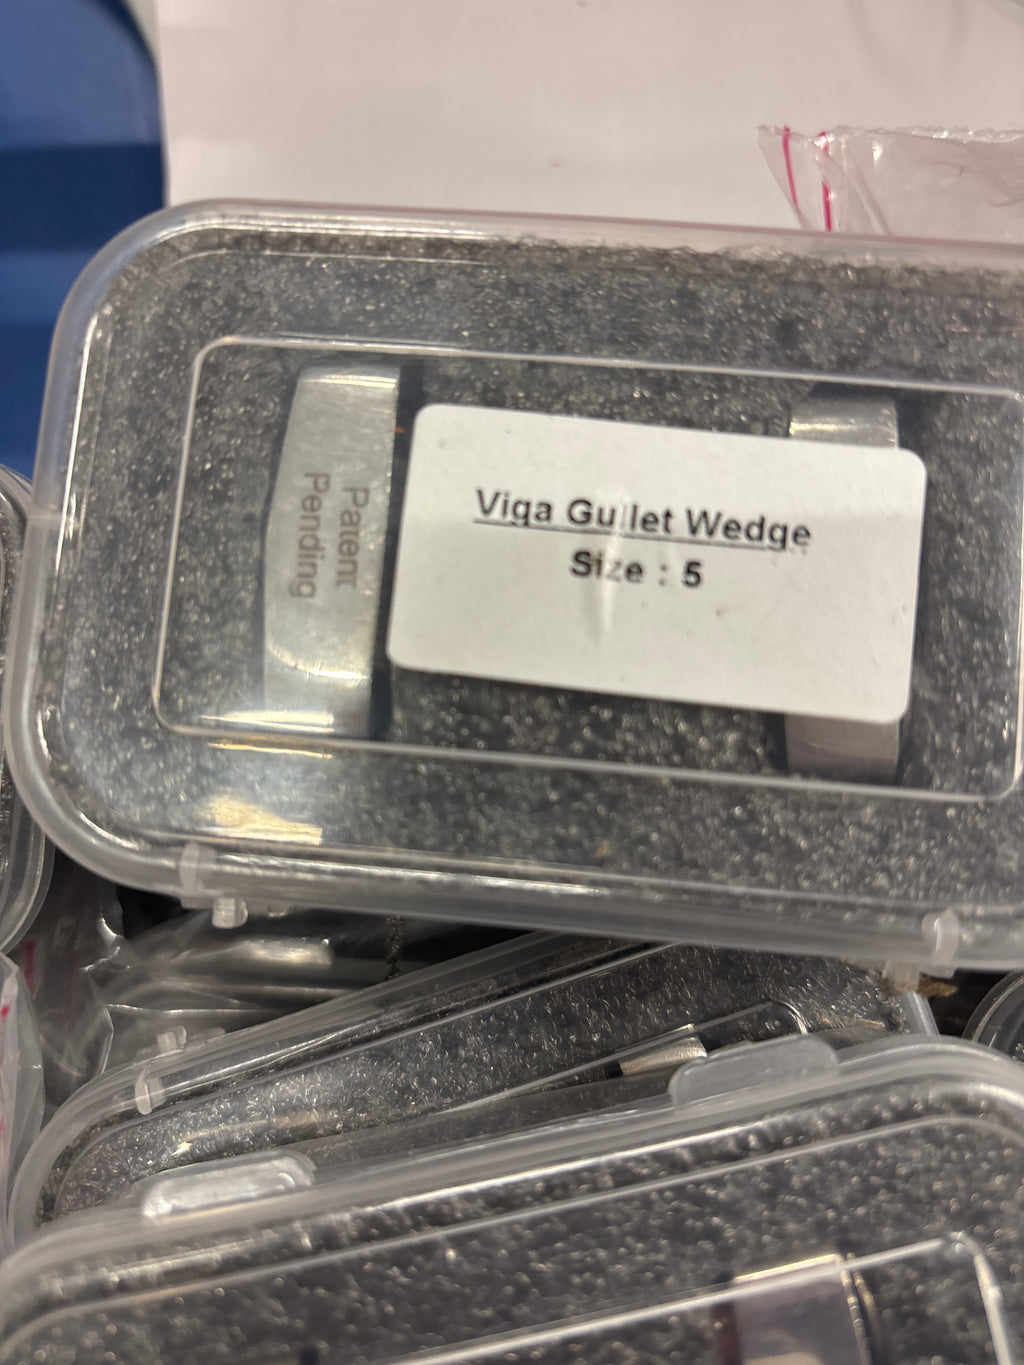 Patent
Pending
Viga Gullet Wedge
Size : 5